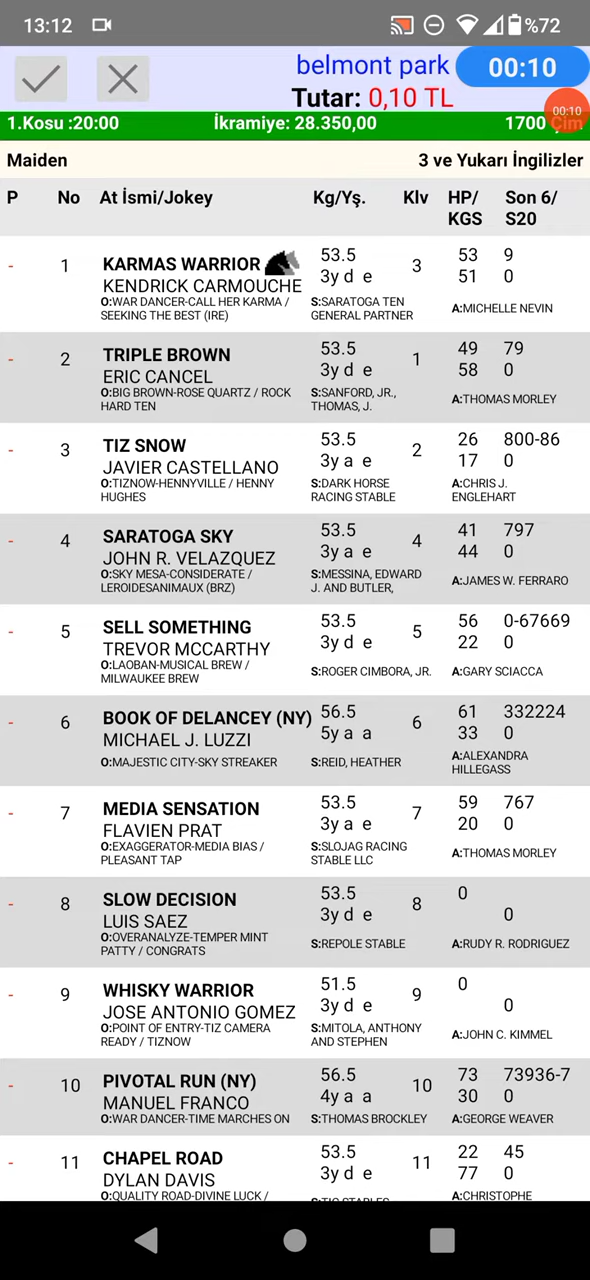 13:12 %72
belmont park 00:10
Tutar: 0,10 TL
00:10
1.Kosu :20:00 İkramiye: 28.350,00 1700 Çim
Maiden 3 ve Yukarı İngilizler
P No At İsmi/Jokey Kg/Yş. Klv HP/ KGS Son 6/ S20
- 1 KARMAS WARRIOR 53.5 3 53 9
KENDRICK CARMOUCHE 3y d e 51 0
O:WAR DANCER-CALL HER KARMA / SEEKING THE BEST (IRE) S:SARATOGA TEN GENERAL PARTNER A:MICHELLE NEVIN
- 2 TRIPLE BROWN 53.5 1 49 79
ERIC CANCEL 3y d e 58 0
O:BIG BROWN-ROSE QUARTZ / ROCK HARD TEN S:SANFORD, JR., THOMAS, J. A:THOMAS MORLEY
- 3 TIZ SNOW 53.5 2 26 800-86
JAVIER CASTELLANO 3y a e 17 0
O:TIZNOW-HENNYVILLE / HENNY HUGHES S:DARK HORSE RACING STABLE A:CHRIS J. ENGLEHART
- 4 SARATOGA SKY 53.5 4 41 797
JOHN R. VELAZQUEZ 3y a e 44 0
O:SKY MESA-CONSIDERATE / LEROIDESANIMAUX (BRZ) S:MESSINA, EDWARD J. AND BUTLER, A:JAMES W. FERRARO
- 5 SELL SOMETHING 53.5 5 56 0-67669
TREVOR MCCARTHY 3y d e 22 0
O:LAOBAN-MUSICAL BREW / MILWAUKEE BREW S:ROGER CIMBORA, JR. A:GARY SCIACCA
- 6 BOOK OF DELANCEY (NY) 56.5 6 61 332224
MICHAEL J. LUZZI 5y a a 33 0
O:MAJESTIC CITY-SKY STREAKER S:REID, HEATHER A:ALEXANDRA HILLEGASS
- 7 MEDIA SENSATION 53.5 7 59 767
FLAVIEN PRAT 3y a e 20 0
O:EXAGGERATOR-MEDIA BIAS / PLEASANT TAP S:SLOJAG RACING STABLE LLC A:THOMAS MORLEY
- 8 SLOW DECISION 53.5 8 0
LUIS SAEZ 3y d e 0
O:OVERANALYZE-TEMPER MINT PATTY / CONGRATS S:REPOLE STABLE A:RUDY R. RODRIGUEZ
- 9 WHISKY WARRIOR 51.5 9 0
JOSE ANTONIO GOMEZ 3y d e 0
O:POINT OF ENTRY-TIZ CAMERA READY / TIZNOW S:MITOLA, ANTHONY AND STEPHEN A:JOHN C. KIMMEL
- 10 PIVOTAL RUN (NY) 56.5 10 73 73936-7
MANUEL FRANCO 4y a a 30 0
O:WAR DANCER-TIME MARCHES ON S:THOMAS BROCKLEY A:GEORGE WEAVER
- 11 CHAPEL ROAD 53.5 11 22 45
DYLAN DAVIS 3y d e 77 0
O:QUALITY ROAD-DIVINE LUCK / A:CHRISTOPHE